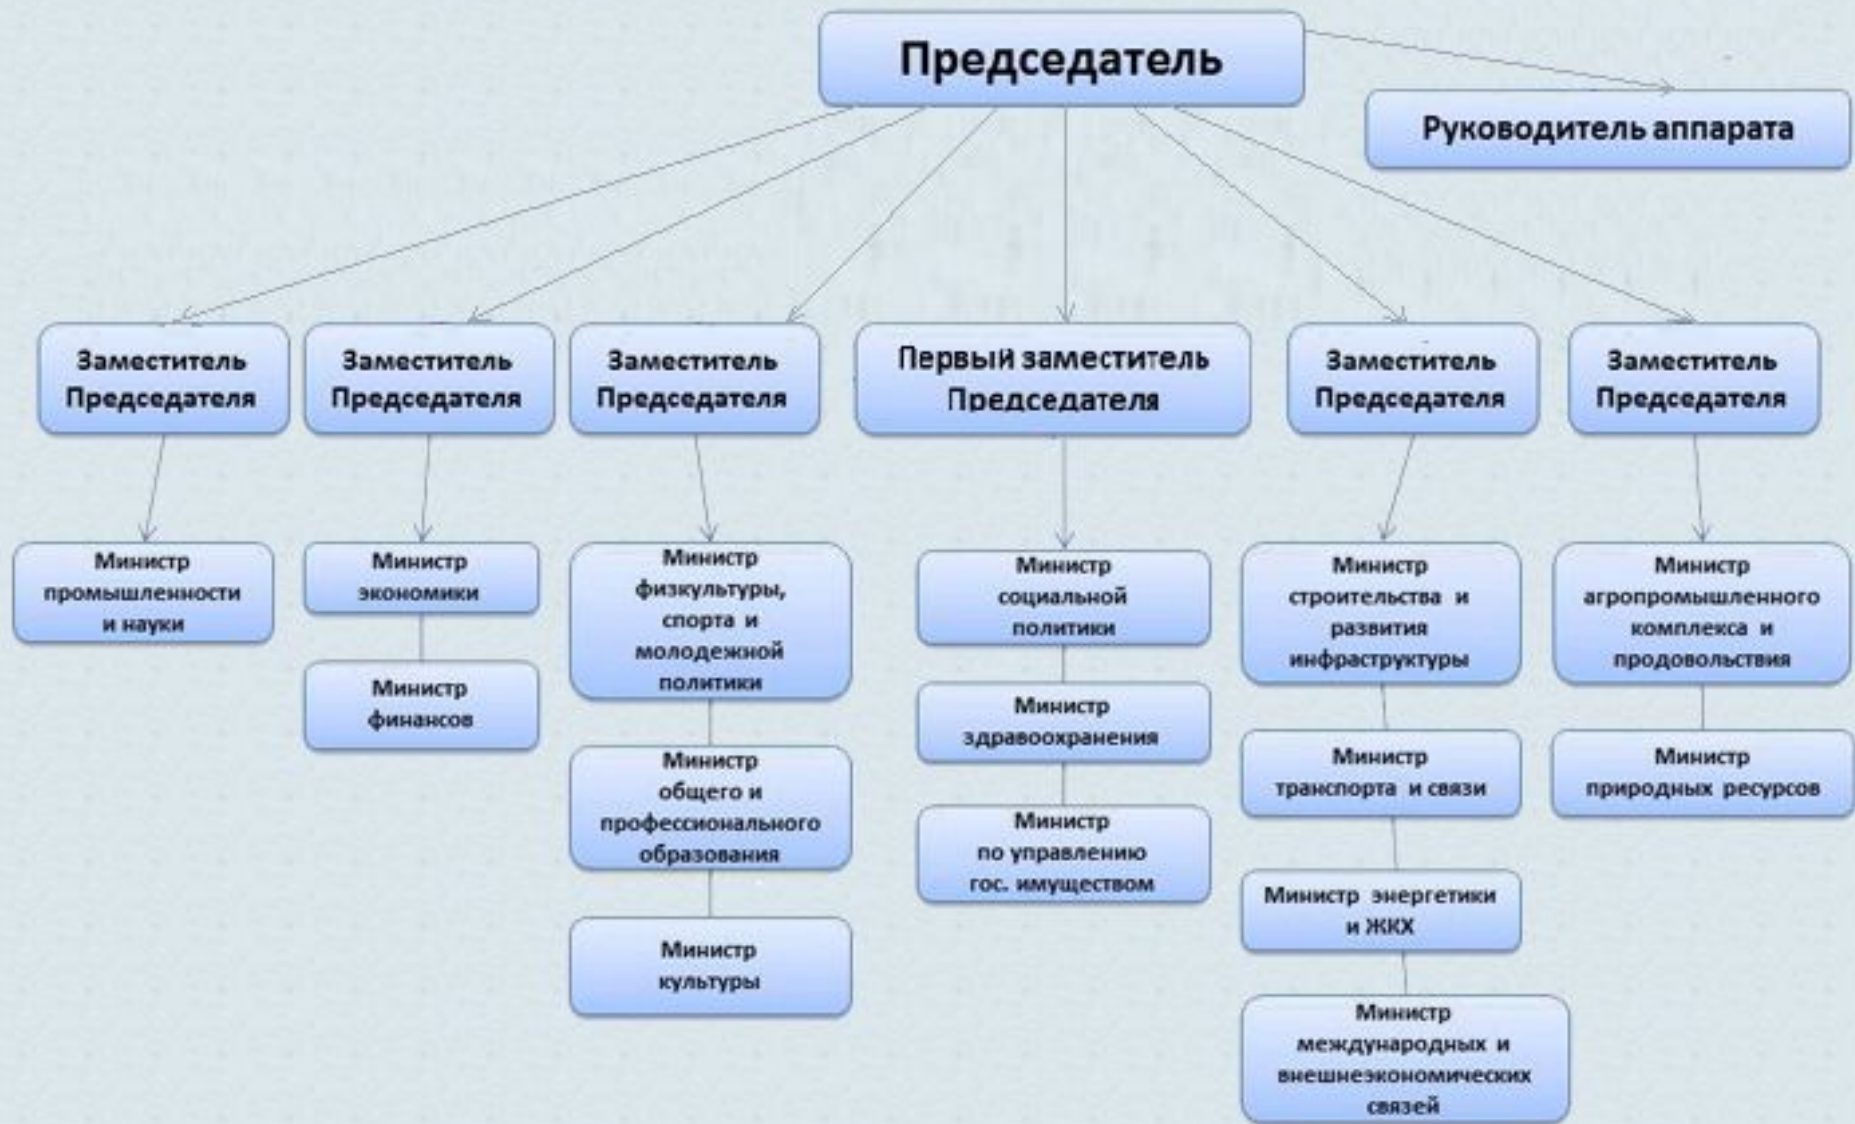 Председатель
Руководитель аппарата
Заместитель
Председателя
Заместитель
Председателя
Заместитель
Председателя
Первый заместитель
Председателя
Заместитель
Председателя
Заместитель
Председателя
Министр
промышленности
и науки
Министр
экономики
Министр
финансов
Министр
физкультуры,
спорта и
молодежной
политики
Министр
общего и
профессионального
образования
Министр
культуры
Министр
социальной
политики
Министр
здравоохранения
Министр
по управлению
гос. имуществом
Министр
строительства и
развития
инфраструктуры
Министр
транспорта и связи
Министр энергетики
и ЖКХ
Министр
международных и
внешнеэкономических
связей
Министр
агропромышленного
комплекса и
продовольствия
Министр
природных ресурсов